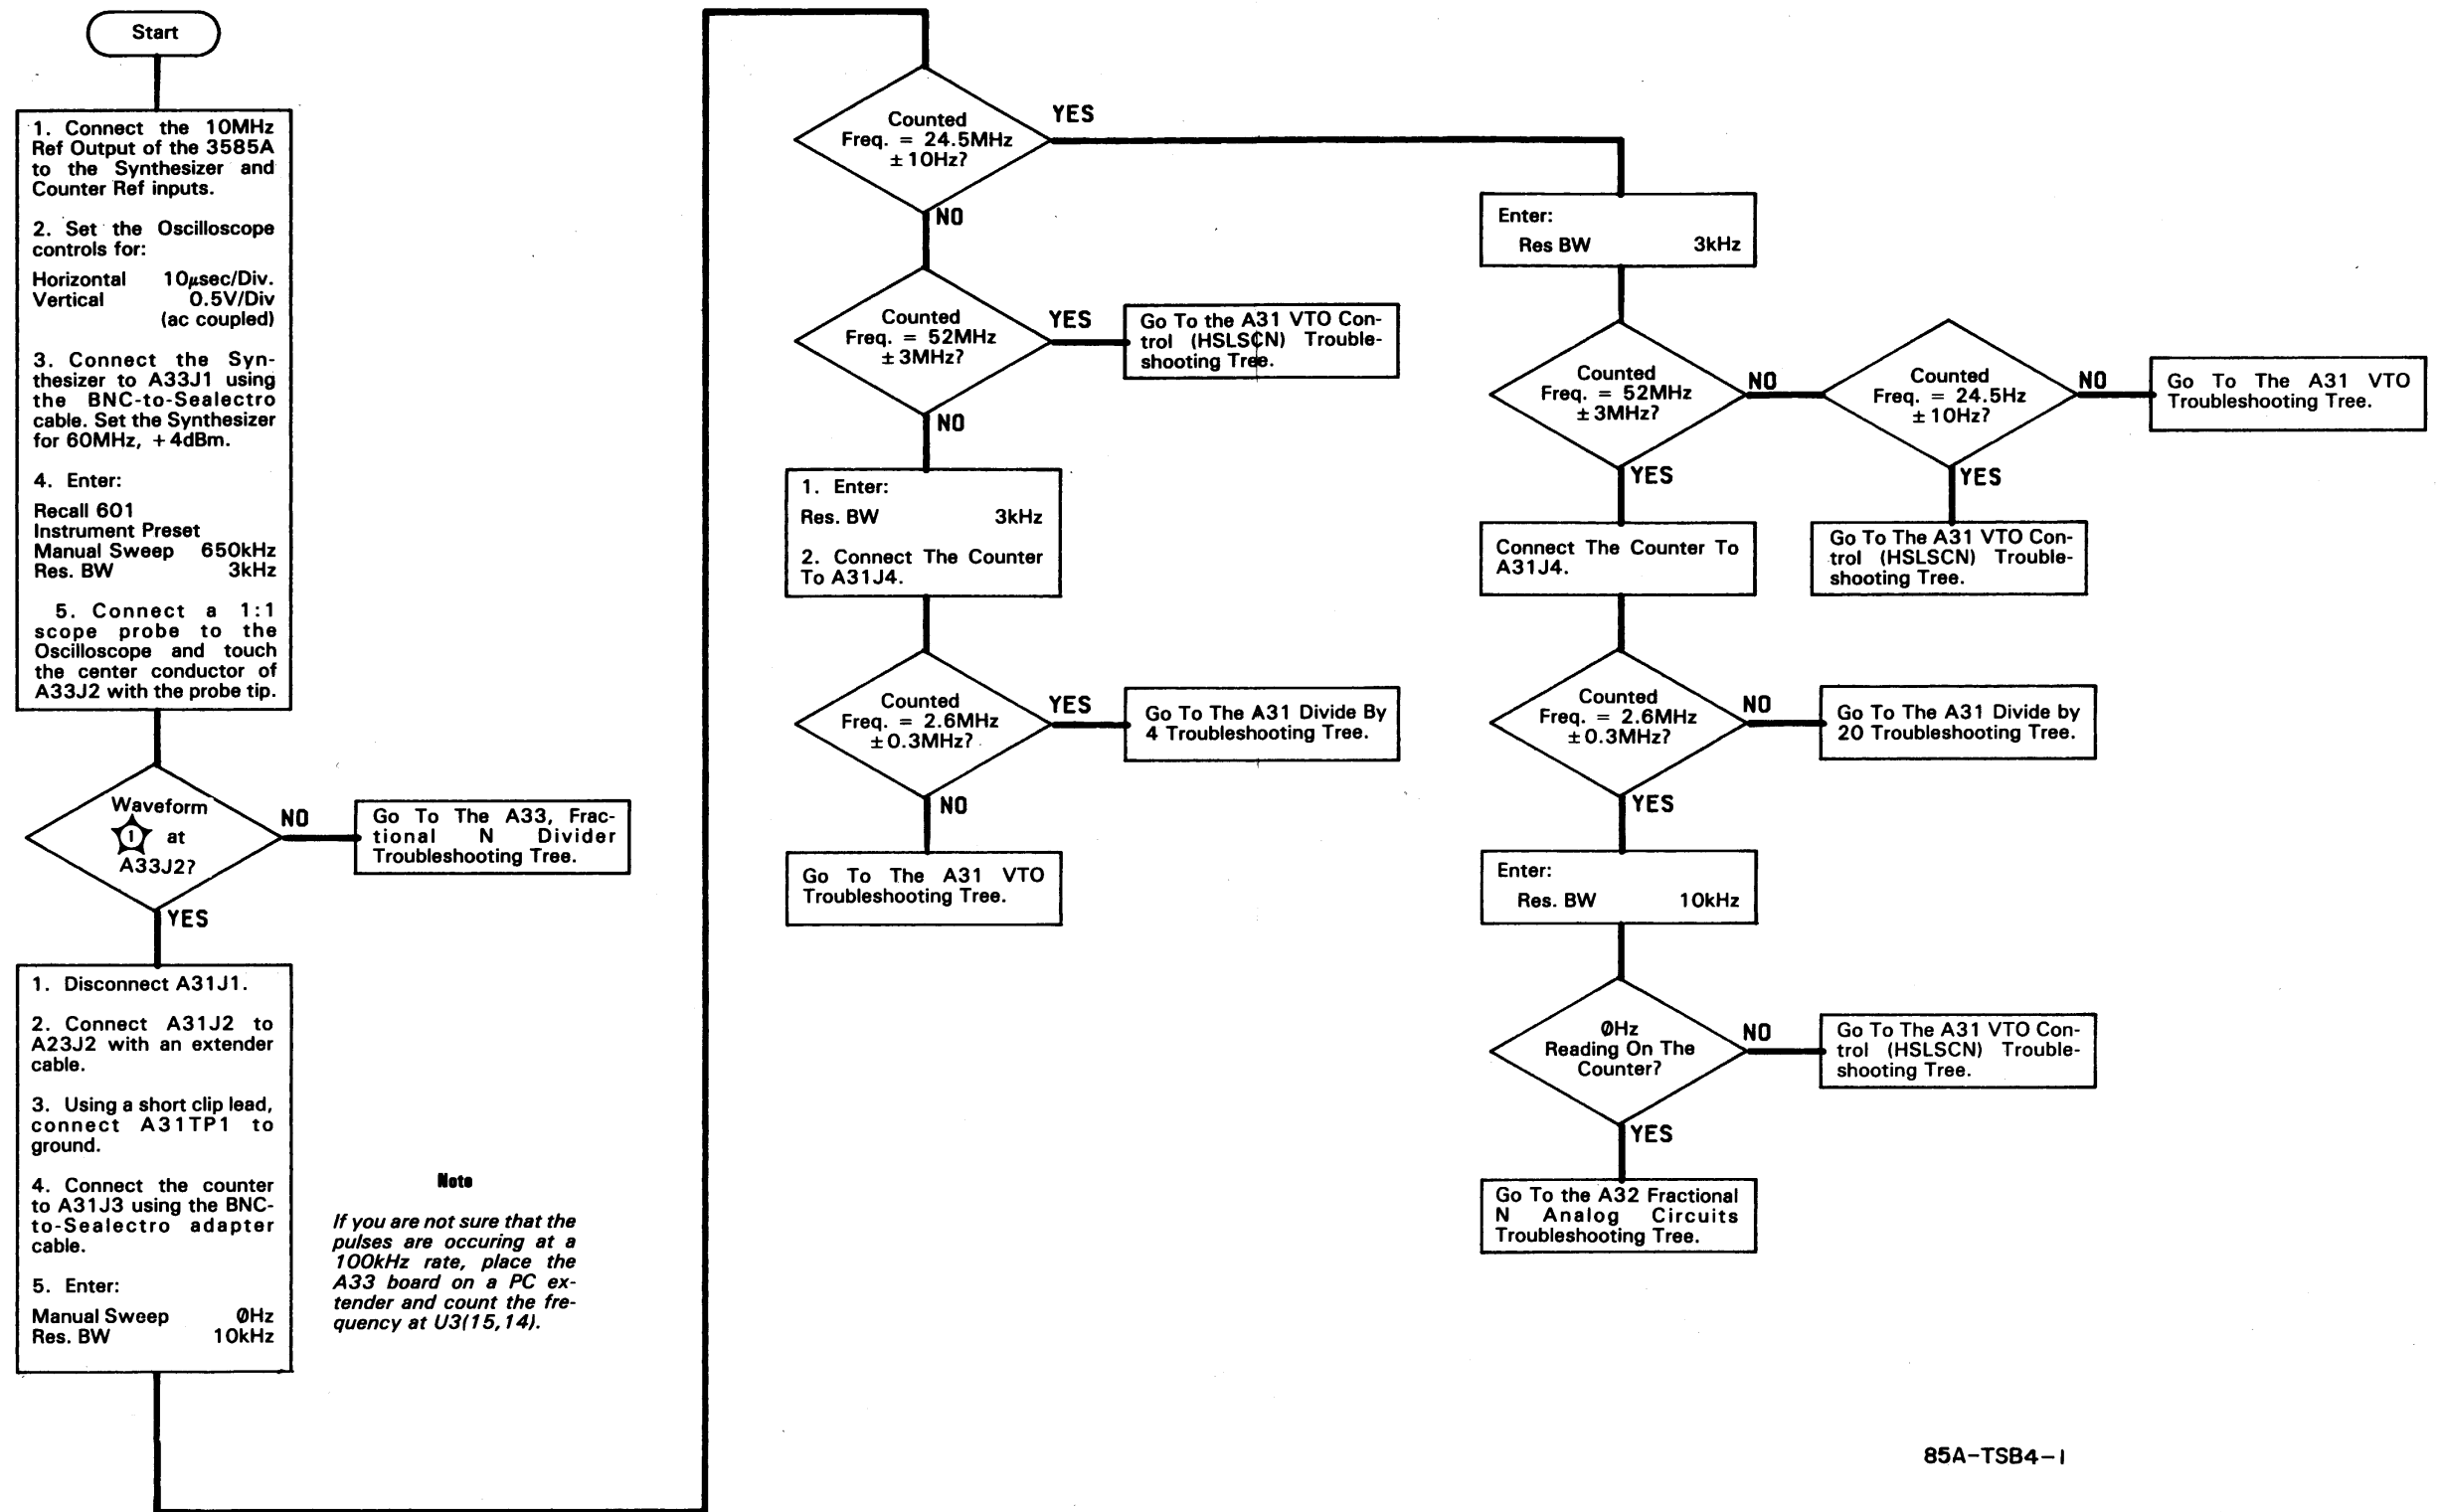 Start
1. Connect the 10MHz
Ref Output of the 3585A
to the Synthesizer and
Counter Ref inputs.
2. Set the Oscilloscope
controls for:
Horizontal 10μsec/Div.
Vertical 0.5V/Div
(ac coupled)
3. Connect the Syn-
thesizer to A33J1 using
the BNC-to-Sealectro
cable. Set the Synthesizer
for 60MHz, +4dBm.
4. Enter:
Recall 601
Instrument Preset
Manual Sweep 650kHz
Res. BW 3kHz
5. Connect a 1:1
scope probe to the
Oscilloscope and touch
the center conductor of
A33J2 with the probe tip.
Waveform
1 at
A33J2?
NO
Go To The A33, Frac-
tional N Divider
Troubleshooting Tree.
YES
1. Disconnect A31J1.
2. Connect A31J2 to
A23J2 with an extender
cable.
3. Using a short clip lead,
connect A31TP1 to
ground.
4. Connect the counter
to A31J3 using the BNC-
to-Sealectro adapter
cable.
5. Enter:
Manual Sweep 0Hz
Res. BW 10kHz
Note
If you are not sure that the
pulses are occuring at a
100kHz rate, place the
A33 board on a PC ex-
tender and count the fre-
quency at U3(15,14).
Counted
Freq. = 24.5MHz
±10Hz?
YES
NO
Counted
Freq. = 52MHz
±3MHz?
YES
Go To the A31 VTO Con-
trol (HSLSCN) Trouble-
shooting Tree.
NO
1. Enter:
Res. BW 3kHz
2. Connect The Counter
To A31J4.
Counted
Freq. = 2.6MHz
±0.3MHz?
YES
Go To The A31 Divide By
4 Troubleshooting Tree.
NO
Go To The A31 VTO
Troubleshooting Tree.
Enter:
Res BW 3kHz
Counted
Freq. = 52MHz
±3MHz?
NO
Counted
Freq. = 24.5Hz
±10Hz?
NO
Go To The A31 VTO
Troubleshooting Tree.
YES
Go To The A31 VTO Con-
trol (HSLSCN) Trouble-
shooting Tree.
YES
Connect The Counter To
A31J4.
Counted
Freq. = 2.6MHz
±0.3MHz?
NO
Go To The A31 Divide by
20 Troubleshooting Tree.
YES
Enter:
Res. BW 10kHz
0Hz
Reading On The
Counter?
NO
Go To The A31 VTO Con-
trol (HSLSCN) Trouble-
shooting Tree.
YES
Go To the A32 Fractional
N Analog Circuits
Troubleshooting Tree.
85A-TSB4-1